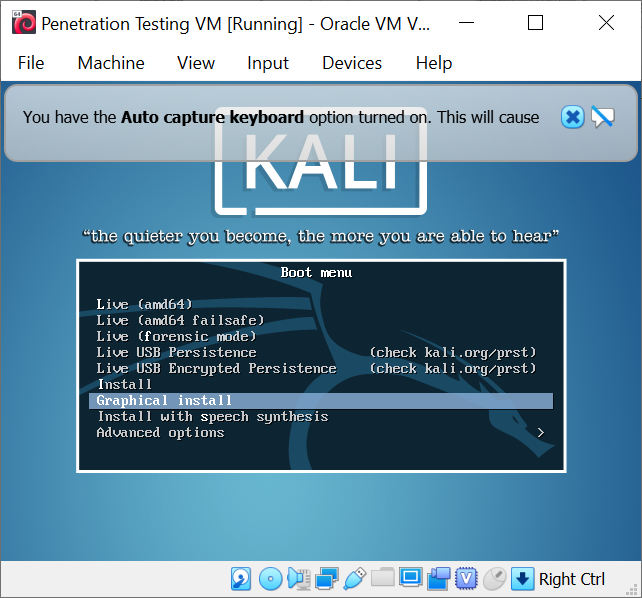 Penetration Testing VM [Running] - Oracle VM V...
File Machine View Input Devices Help
You have the Auto capture keyboard option turned on. This will cause
KALI
“the quieter you become, the more you are able to hear”
Boot menu
Live (amd64)
Live (amd64 failsafe)
Live (forensic mode)
Live USB Persistence (check kali.org/prst)
Live USB Encrypted Persistence (check kali.org/prst)
Install
Graphical install
Install with speech synthesis
Advanced options >
Right Ctrl